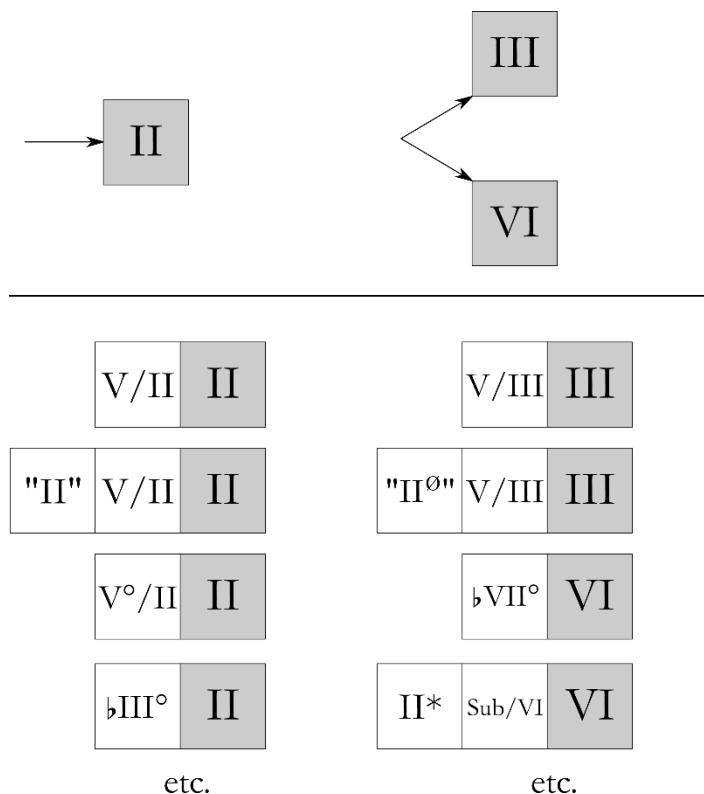 III
II
VI
V/II II
V/III III
"II" V/II II
"IIø" V/III III
V°/II II
♭VII° VI
♭III° II
II* Sub/VI VI
etc.
etc.